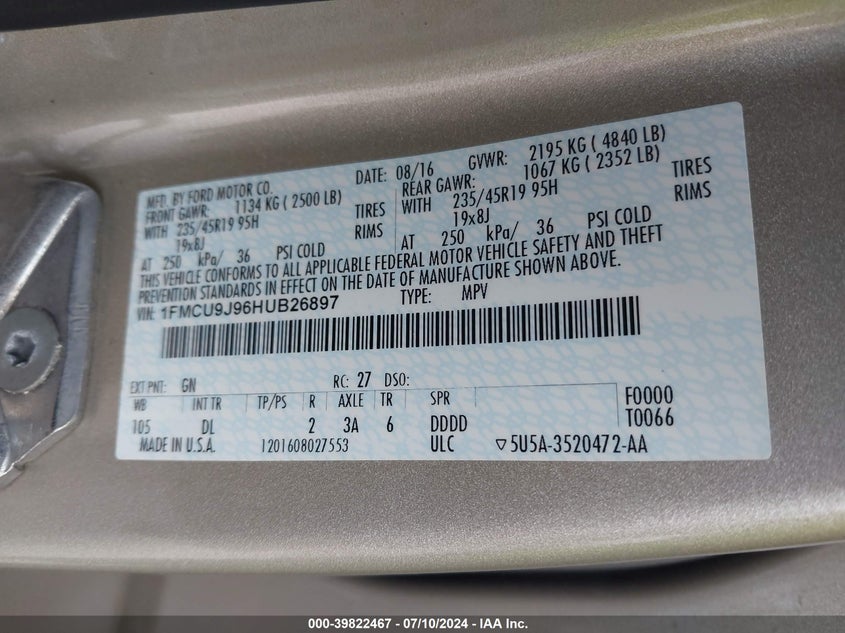 MFD. BY FORD MOTOR CO.
DATE: 08/16 GVWR: 2195 KG ( 4840 LB)
FRONT GAWR: 1134 KG ( 2500 LB)
REAR GAWR: 1067 KG ( 2352 LB)
WITH 235/45R19 95H TIRES
WITH 235/45R19 95H TIRES
19x8J RIMS
19x8J RIMS
AT 250 kPa/ 36 PSI COLD
AT 250 kPa/ 36 PSI COLD
THIS VEHICLE CONFORMS TO ALL APPLICABLE FEDERAL MOTOR VEHICLE SAFETY AND THEFT
PREVENTION STANDARDS IN EFFECT ON THE DATE OF MANUFACTURE SHOWN ABOVE.
VIN: 1FMCU9J96HUB26897 TYPE: MPV
EXT PNT: GN RC: 27 DSO:
WB INT TR TP/PS R AXLE TR SPR F0000
105 DL 2 3A 6 DDDD T0066
MADE IN U.S.A. 1201608027553 ULC ▽5U5A-3520472-AA
000-39822467 - 07/10/2024 - IAA Inc.